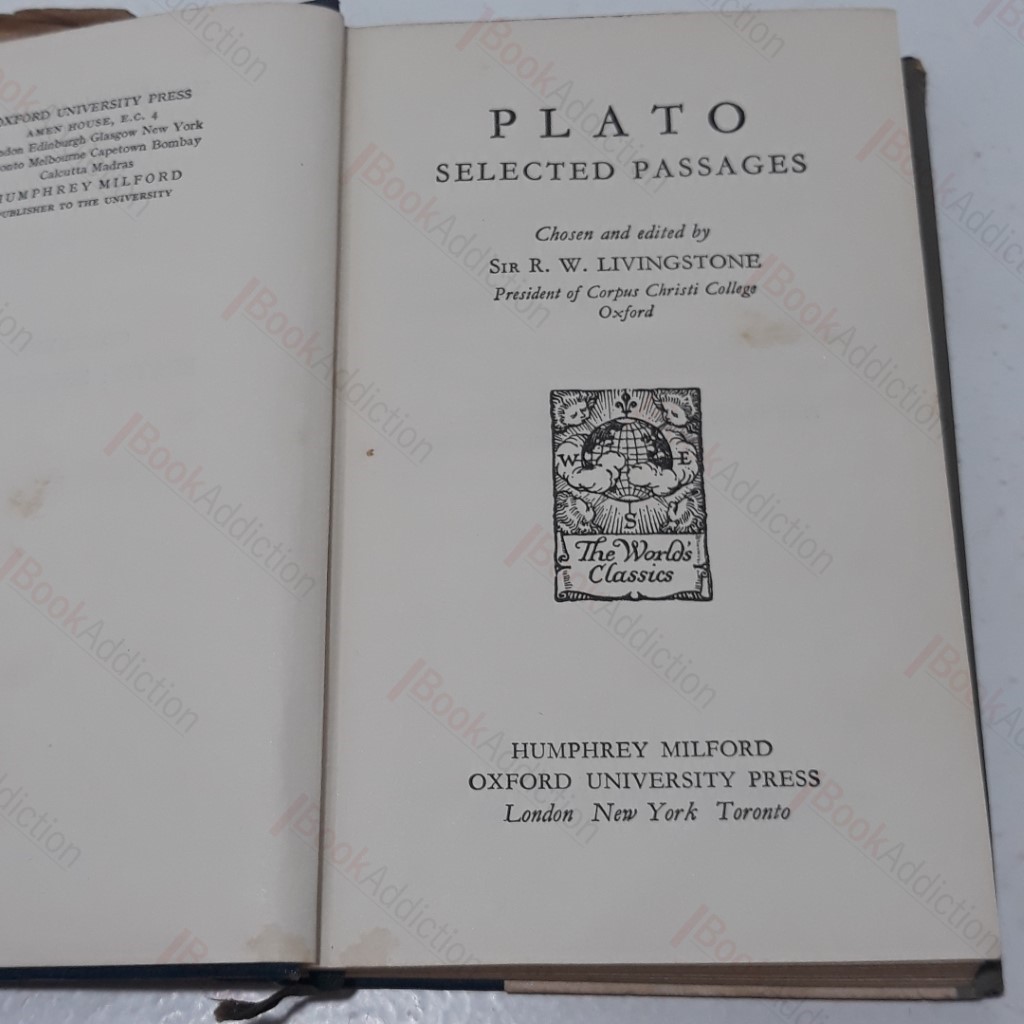 OXFORD UNIVERSITY PRESS
AMEN HOUSE, E.C. 4
Edinburgh Glasgow New York
Melbourne Capetown Bombay
Calcutta Madras
HUMPHREY MILFORD
PUBLISHER TO THE UNIVERSITY
PLATO
SELECTED PASSAGES
Chosen and edited by
SIR R. W. LIVINGSTONE
President of Corpus Christi College
Oxford
W E
S
The World's
Classics
HUMPHREY MILFORD
OXFORD UNIVERSITY PRESS
London New York Toronto
BookAddiction